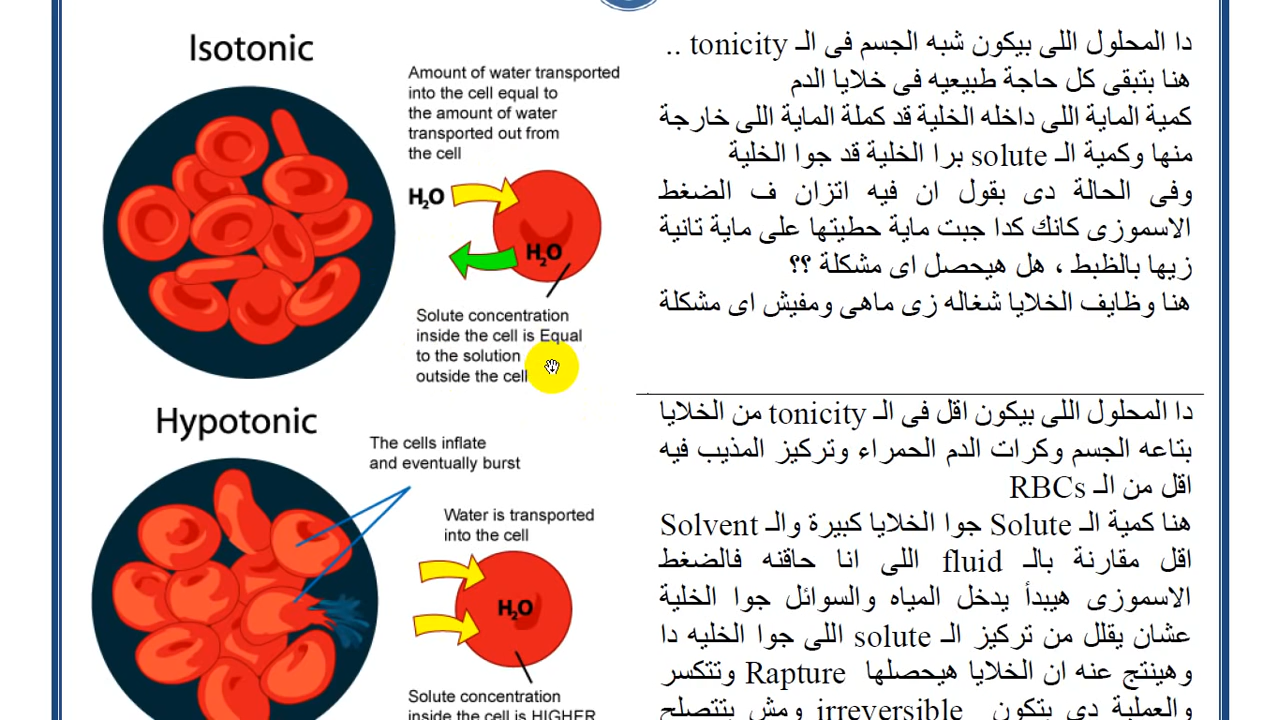 Isotonic
Amount of water transported
into the cell equal to
the amount of water
transported out from
the cell
H₂O
H₂O
Solute concentration
inside the cell is Equal
to the solution
outside the cell
دا المحلول اللى بيكون شبه الجسم فى الـ tonicity ..
هنا بتبقى كل حاجة طبيعيه فى خلايا الدم
كمية الماية اللى داخله الخلية قد كملة الماية اللى خارجة
منها وكمية الـ solute برا الخلية قد جوا الخلية
وفى الحالة دى بقول ان فيه اتزان ف الضغط
الاسموزى كانك كدا جبت ماية حطيتها على ماية تانية
زيها بالظبط ، هل هيحصل اى مشكلة ؟؟
هنا وظايف الخلايا شغاله زى ماهى ومفيش اى مشكلة
Hypotonic
The cells inflate
and eventually burst
Water is transported
into the cell
H₂O
Solute concentration
inside the cell is HIGHER
دا المحلول اللى بيكون اقل فى الـ tonicity من الخلايا
بتاعه الجسم وكرات الدم الحمراء وتركيز المذيب فيه
اقل من الـ RBCs
هنا كمية الـ Solute جوا الخلايا كبيرة والـ Solvent
اقل مقارنة بالـ fluid اللى انا حاقنه فالضغط
الاسموزى هيبدأ يدخل المياه والسوائل جوا الخلية
عشان يقلل من تركيز الـ solute اللى جوا الخليه دا
وهينتج عنه ان الخلايا هيحصلها Rapture وتتكسر
والعملية دى بتكون irreversible ومش بتتصلح